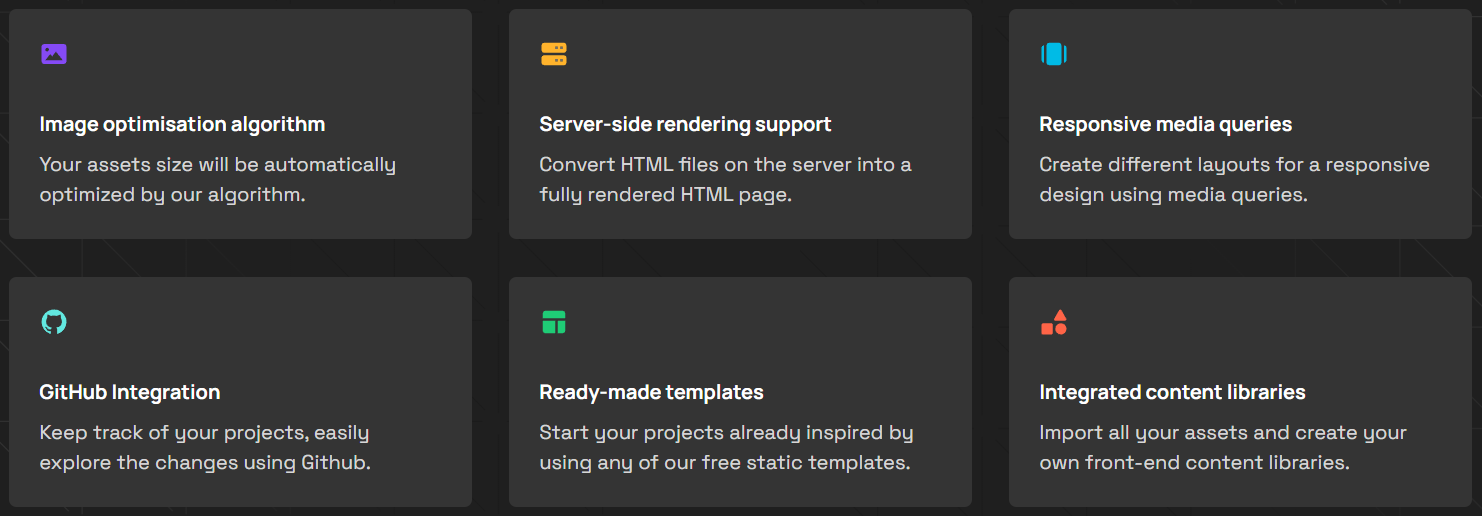 Image optimisation algorithm
Your assets size will be automatically
optimized by our algorithm.
Server-side rendering support
Convert HTML files on the server into a
fully rendered HTML page.
Responsive media queries
Create different layouts for a responsive
design using media queries.
GitHub Integration
Keep track of your projects, easily
explore the changes using Github.
Ready-made templates
Start your projects already inspired by
using any of our free static templates.
Integrated content libraries
Import all your assets and create your
own front-end content libraries.